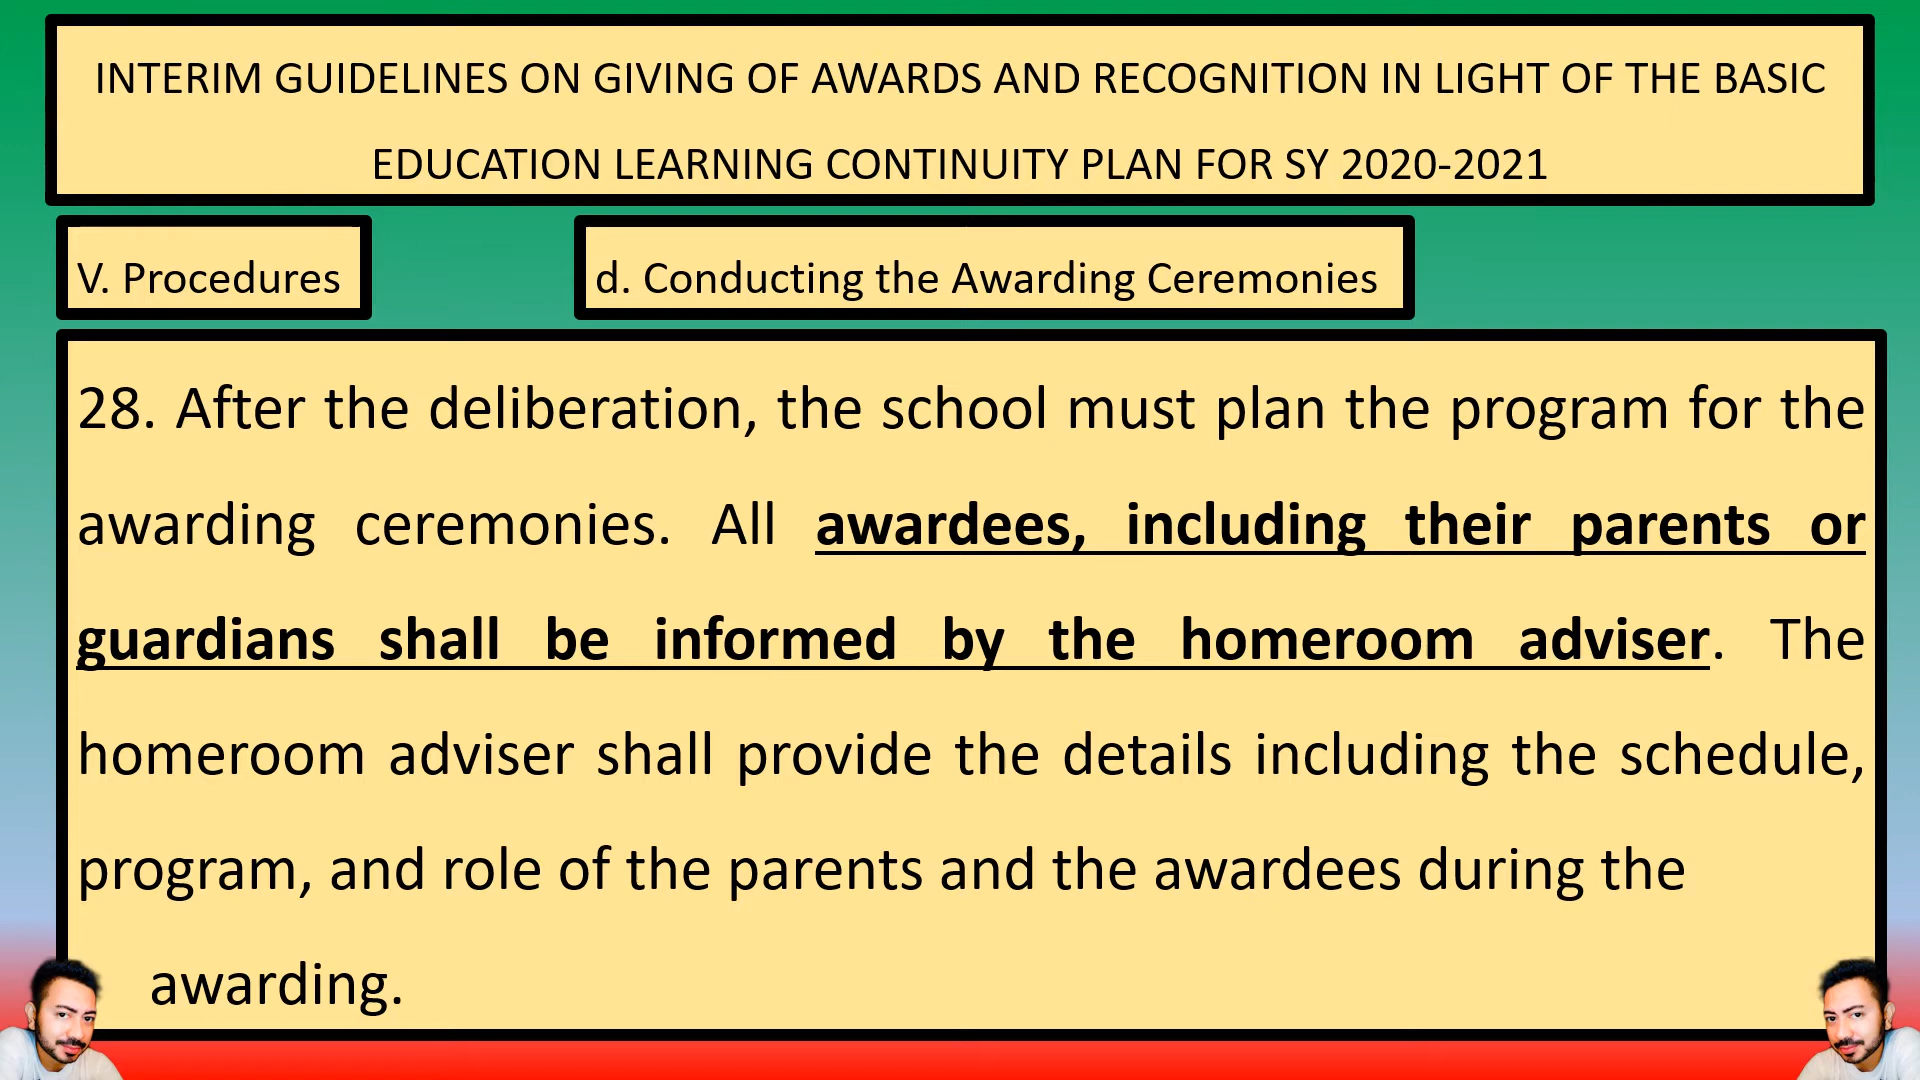 INTERIM GUIDELINES ON GIVING OF AWARDS AND RECOGNITION IN LIGHT OF THE BASIC
EDUCATION LEARNING CONTINUITY PLAN FOR SY 2020-2021
V. Procedures
d. Conducting the Awarding Ceremonies
28. After the deliberation, the school must plan the program for the
awarding ceremonies. All awardees, including their parents or
guardians shall be informed by the homeroom adviser. The
homeroom adviser shall provide the details including the schedule,
program, and role of the parents and the awardees during the
awarding.